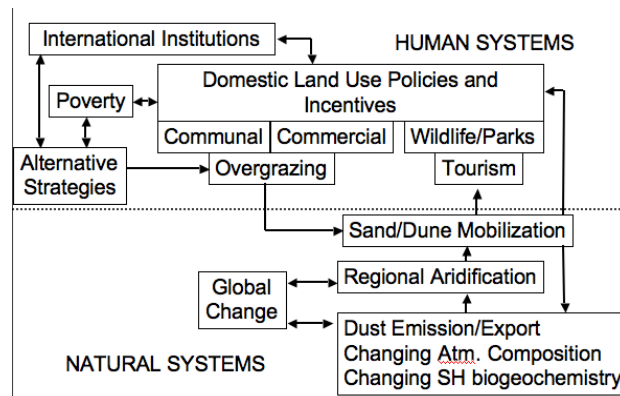 International Institutions
HUMAN SYSTEMS
Domestic Land Use Policies and
Incentives
Poverty
Communal
Commercial
Wildlife/Parks
Alternative
Strategies
Overgrazing
Tourism
Sand/Dune Mobilization
Regional Aridification
Global
Change
Dust Emission/Export
Changing Atm. Composition
Changing SH biogeochemistry
NATURAL SYSTEMS